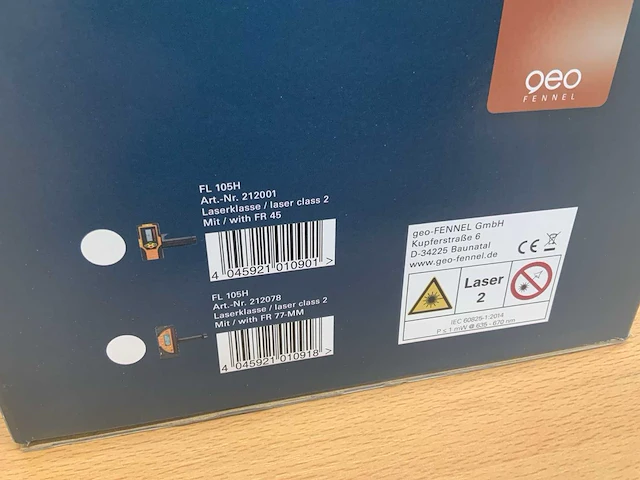 geo
FENNEL
FL 105H
Art.-Nr. 212001
Laserklasse / laser class 2
Mit / with FR 45
4 045921 010901 >
FL 105H
Art.-Nr. 212078
Laserklasse / laser class 2
Mit / with FR 77-MM
4 045921 010918 >
geo-FENNEL GmbH
Kupferstraße 6
D-34225 Baunatal
www.geo-fennel.de
CE
Laser
2
IEC 60825-1:2014
P ≤ 1 mW @ 635 - 670 nm